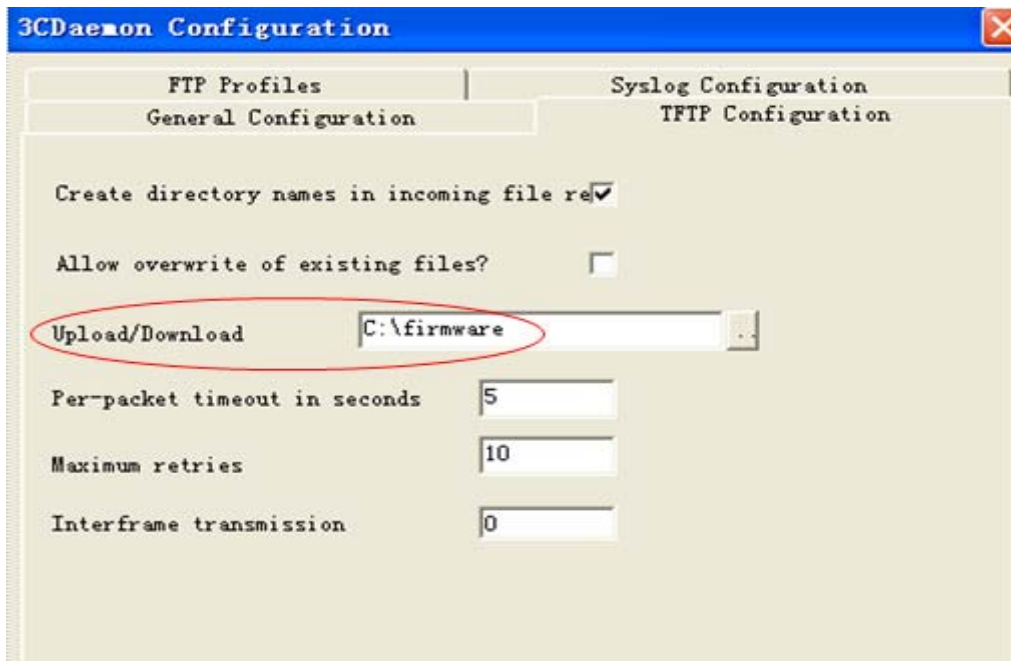 3CDaemon Configuration
FTP Profiles
Syslog Configuration
General Configuration
TFTP Configuration
Create directory names in incoming file re
Allow overwrite of existing files?
Upload/Download
C:\firmware
..
Per-packet timeout in seconds
5
Maximum retries
10
Interframe transmission
0